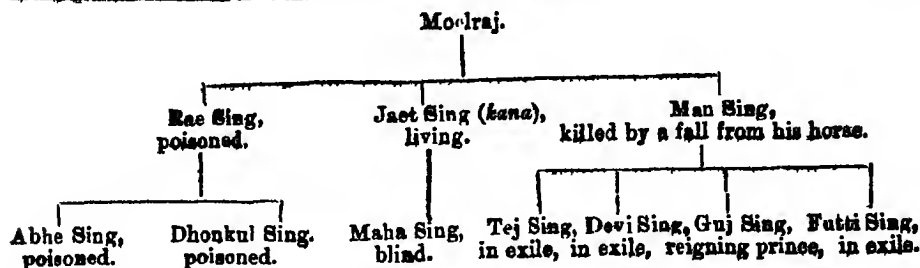 Moolraj.
Rae Sing, Jaet Sing (kana), Man Sing,
poisoned. living. killed by a fall from his horse.
Abhe Sing, Dhonkul Sing. Maha Sing, Tej Sing, Devi Sing, Guj Sing, Futti Sing,
poisoned. poisoned. blind. in exile, in exile, reigning prince, in exile.